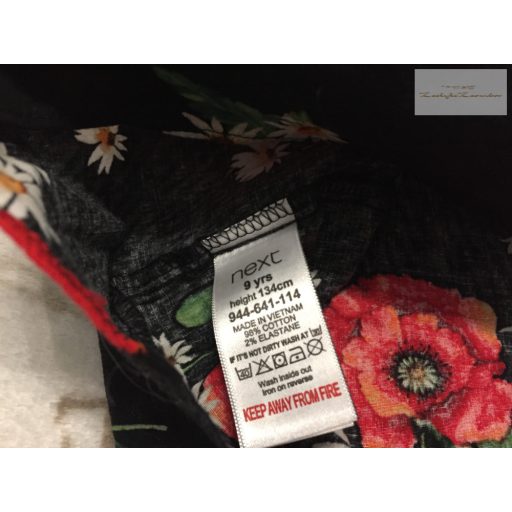 next
9 yrs
height 134cm
944-641-114
MADE IN VIETNAM
98% COTTON
2% ELASTANE
IF IT'S NOT DIRTY WASH AT 30
Wash inside out
Iron on reverse
KEEP AWAY FROM FIRE